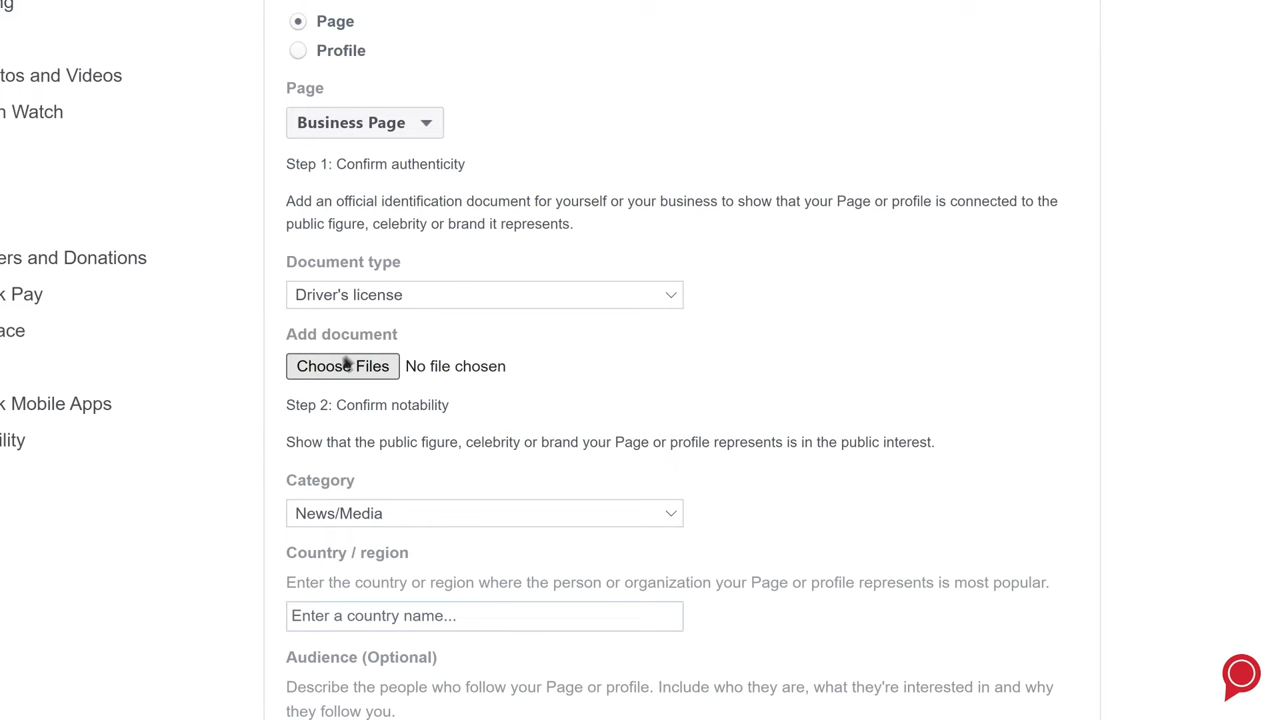 Page
Profile
tos and Videos
Page
n Watch
Business Page
Step 1: Confirm authenticity
Add an official identification document for yourself or your business to show that your Page or profile is connected to the
public figure, celebrity or brand it represents.
ers and Donations
Document type
k Pay
Driver's license
ace
Add document
Choose Files No file chosen
k Mobile Apps
Step 2: Confirm notability
ility
Show that the public figure, celebrity or brand your Page or profile represents is in the public interest.
Category
News/Media
Country / region
Enter the country or region where the person or organization your Page or profile represents is most popular.
Enter a country name...
Audience (Optional)
Describe the people who follow your Page or profile. Include who they are, what they're interested in and why
they follow you.